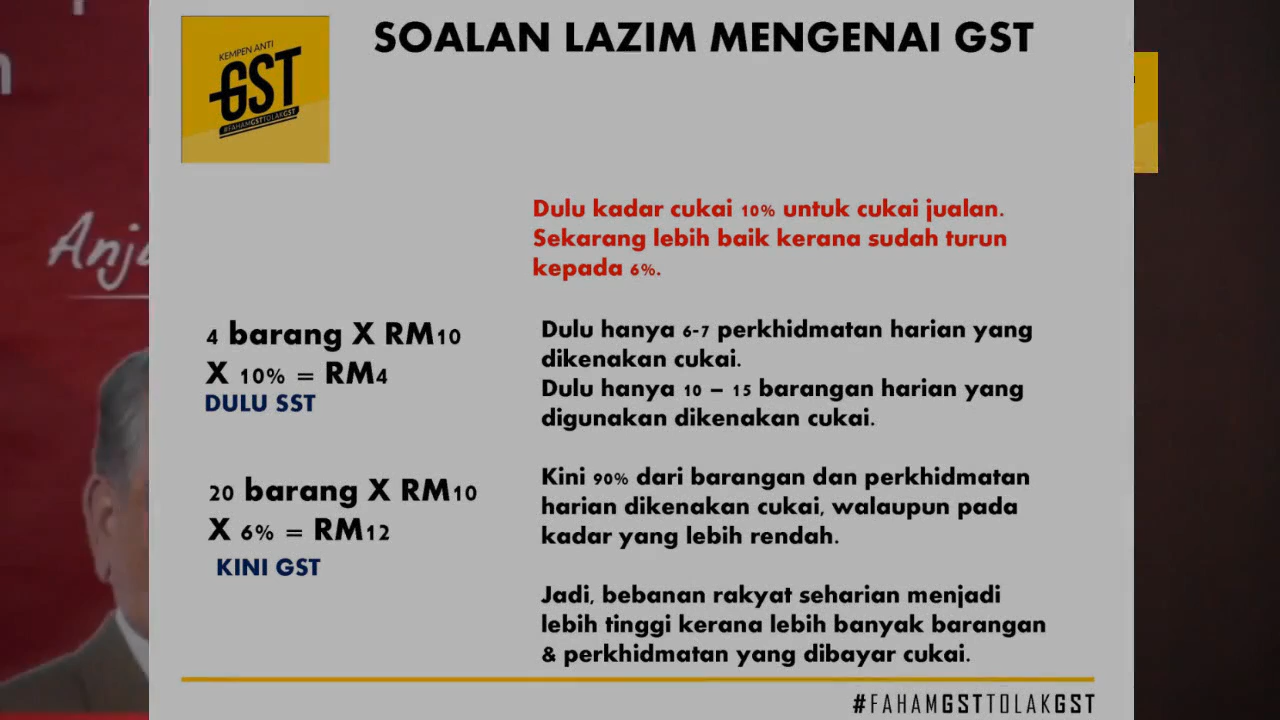 SOALAN LAZIM MENGENAI GST
KEMPEN ANTI
GST
#FAHAMGSTTOLAKGST
Dulu kadar cukai 10% untuk cukai jualan.
Sekarang lebih baik kerana sudah turun
kepada 6%.
4 barang X RM10
X 10% = RM4
DULU SST
20 barang X RM10
X 6% = RM12
KINI GST
Dulu hanya 6-7 perkhidmatan harian yang
dikenakan cukai.
Dulu hanya 10 – 15 barangan harian yang
digunakan dikenakan cukai.
Kini 90% dari barangan dan perkhidmatan
harian dikenakan cukai, walaupun pada
kadar yang lebih rendah.
Jadi, bebanan rakyat seharian menjadi
lebih tinggi kerana lebih banyak barangan
& perkhidmatan yang dibayar cukai.
#FAHAMGSTTOLAKGST